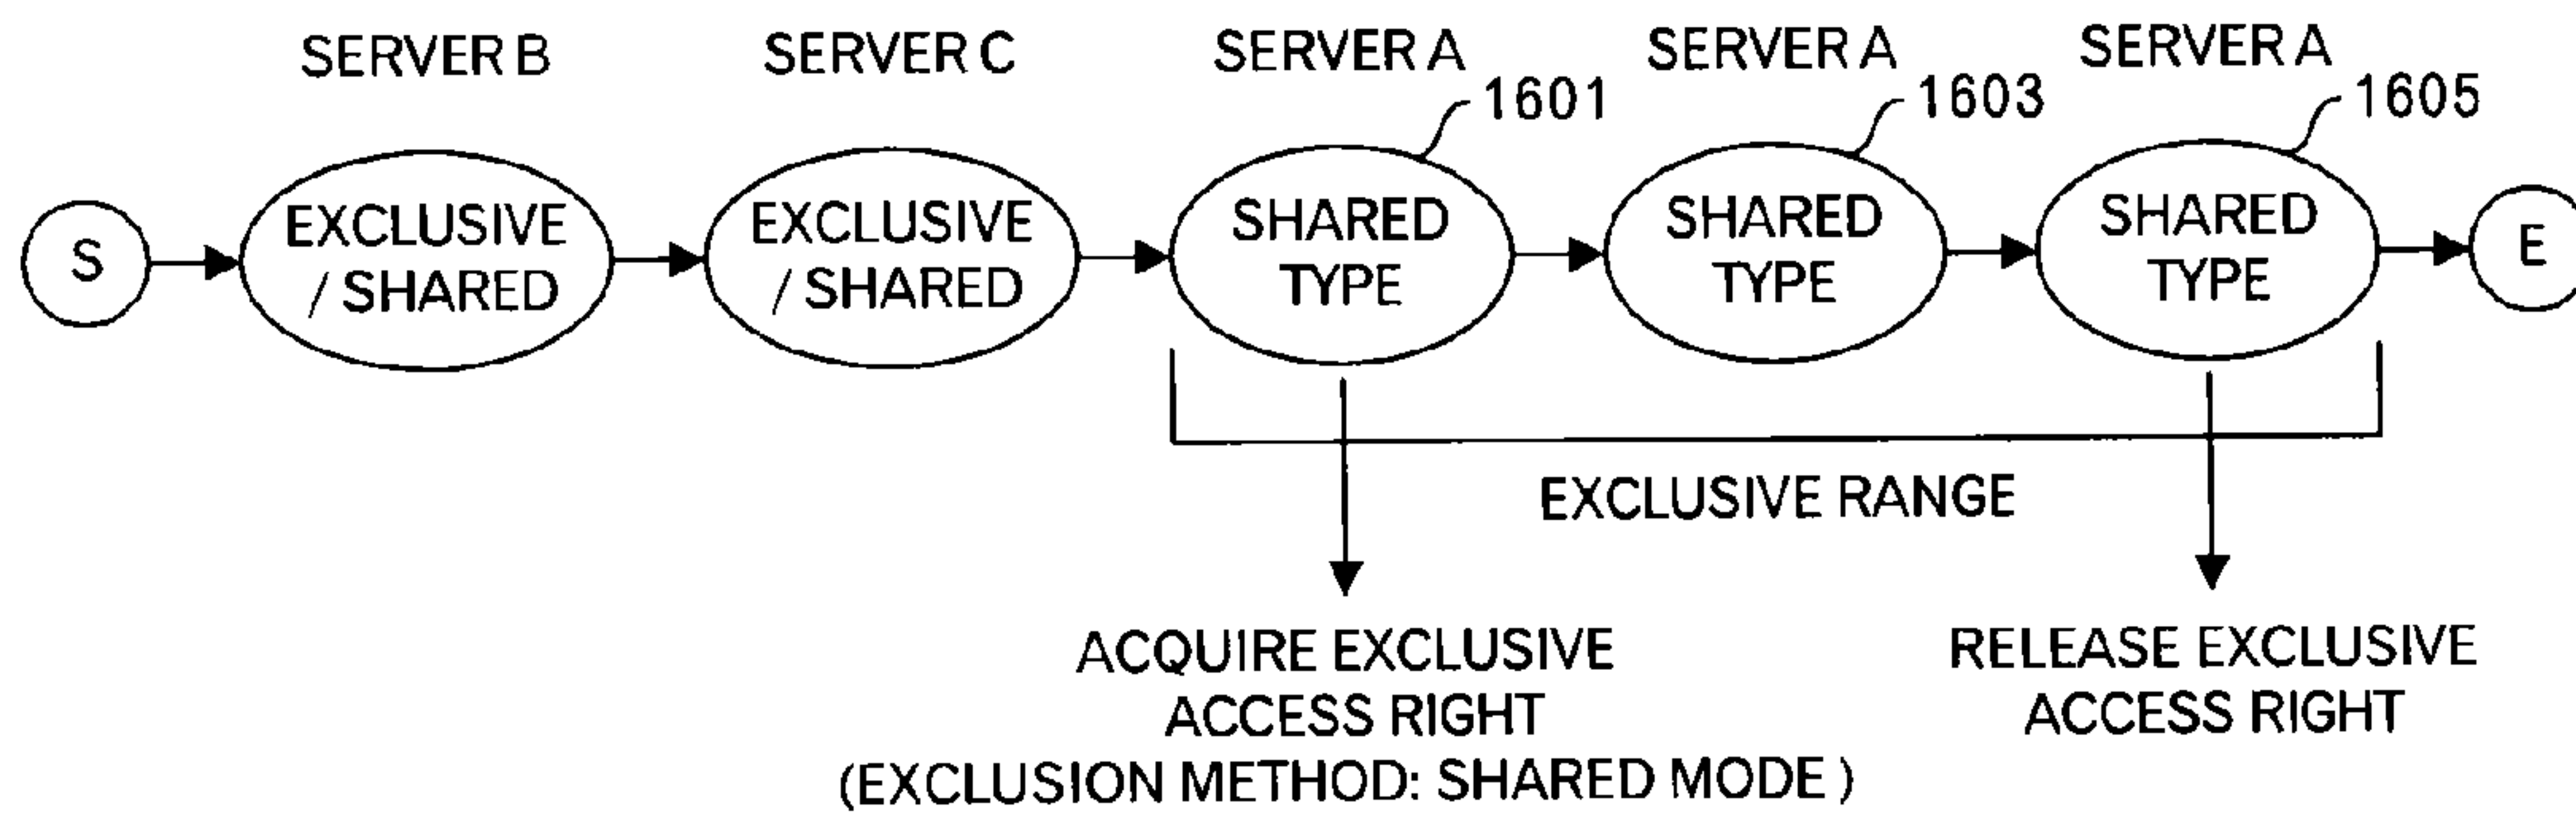 SERVER B
SERVER C
SERVER A
SERVER A
SERVER A
1601
1603
1605
S
EXCLUSIVE
/ SHARED
EXCLUSIVE
/ SHARED
SHARED
TYPE
SHARED
TYPE
SHARED
TYPE
E
EXCLUSIVE RANGE
ACQUIRE EXCLUSIVE
ACCESS RIGHT
(EXCLUSION METHOD: SHARED MODE )
RELEASE EXCLUSIVE
ACCESS RIGHT